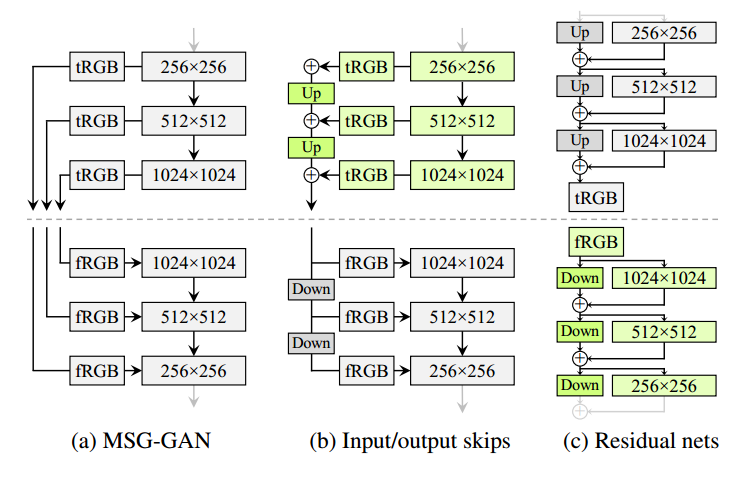 tRGB 256×256
tRGB 512×512
tRGB 1024×1024
fRGB 1024×1024
fRGB 512×512
fRGB 256×256
(a) MSG-GAN
+ tRGB 256×256
Up
+ tRGB 512×512
Up
+ tRGB 1024×1024
fRGB 1024×1024
Down
fRGB 512×512
Down
fRGB 256×256
(b) Input/output skips
Up 256×256
+
Up 512×512
+
Up 1024×1024
+
tRGB
fRGB
Down 1024×1024
+
Down 512×512
+
Down 256×256
+
(c) Residual nets